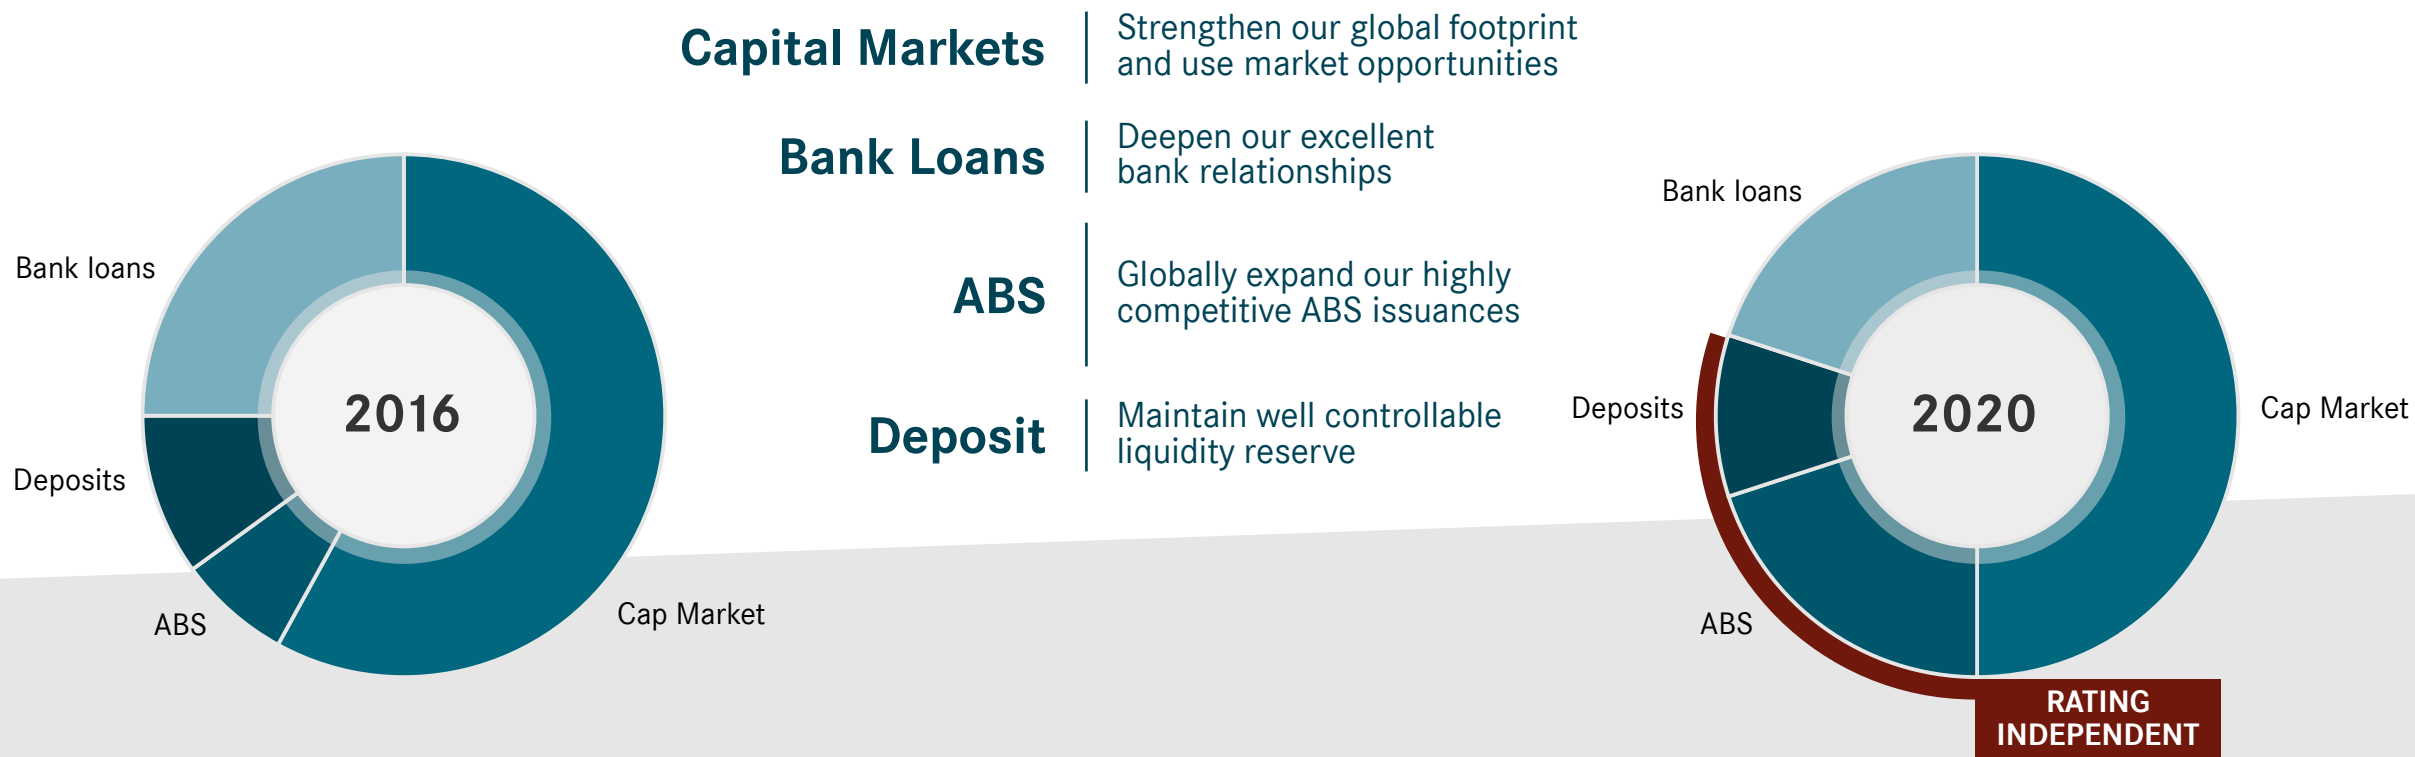 Capital Markets
Strengthen our global footprint
and use market opportunities
Bank Loans
Deepen our excellent
bank relationships
ABS
Globally expand our highly
competitive ABS issuances
Deposit
Maintain well controllable
liquidity reserve
Bank loans
Deposits
ABS
Cap Market
2016
Bank loans
Deposits
ABS
Cap Market
2020
RATING
INDEPENDENT